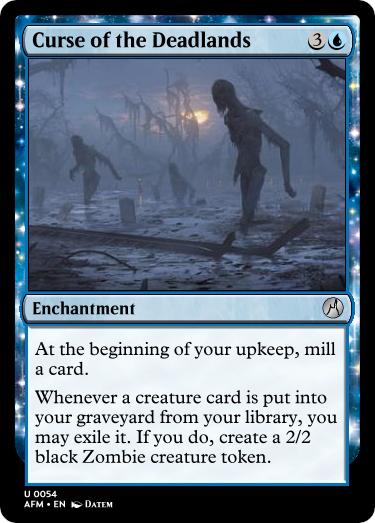 Curse of the Deadlands 3
Enchantment
At the beginning of your upkeep, mill
a card.
Whenever a creature card is put into
your graveyard from your library, you
may exile it. If you do, create a 2/2
black Zombie creature token.
U 0054
AFM • EN DATEM